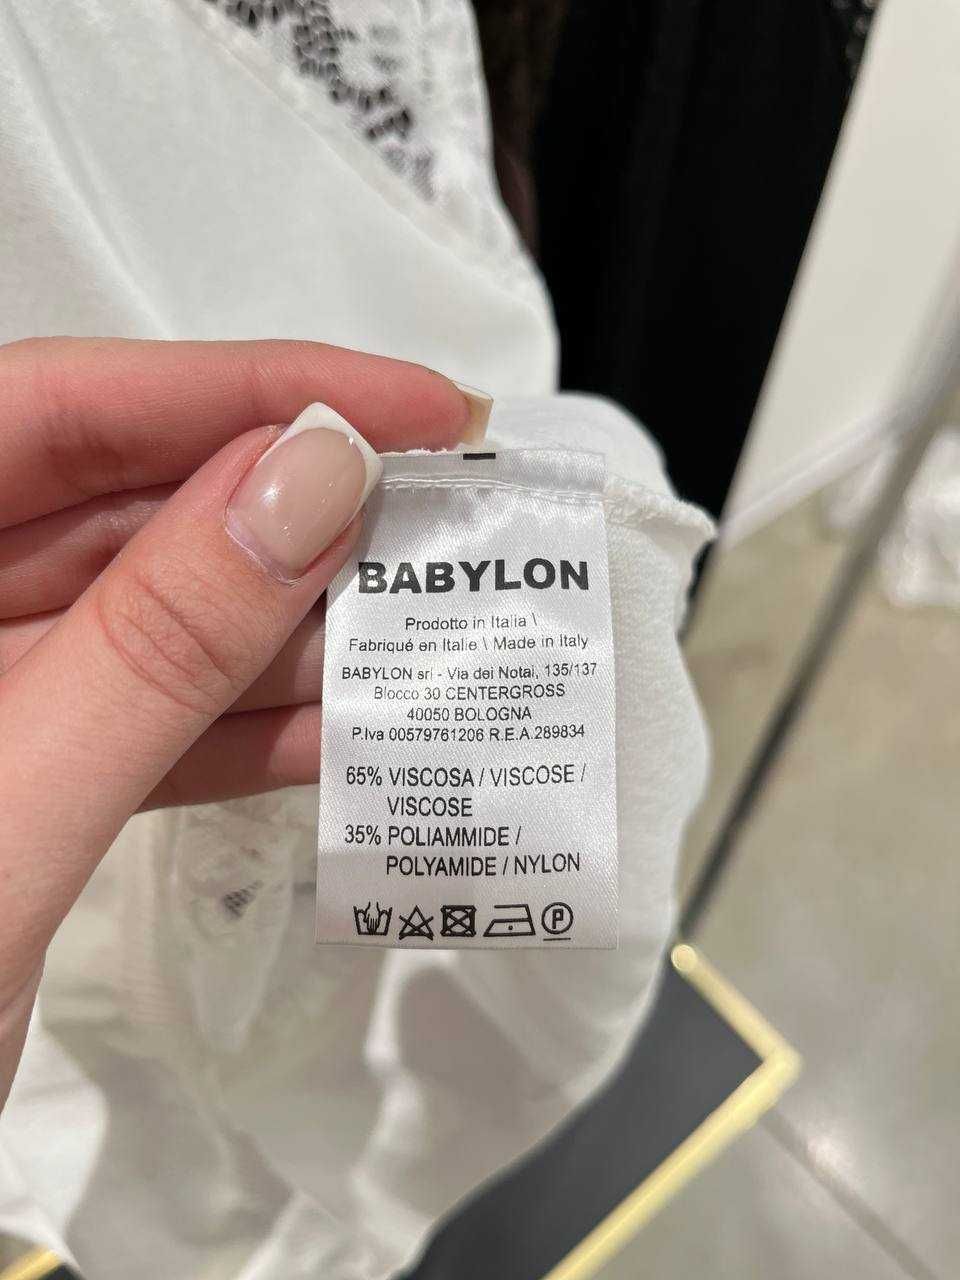 BABYLON
Prodotto in Italia \
Fabriqué en Italie \ Made in Italy
BABYLON srl - Via dei Notai, 135/137
Blocco 30 CENTERGROSS
40050 BOLOGNA
P.Iva 00579761206 R.E.A.289834
65% VISCOSA / VISCOSE /
VISCOSE
35% POLIAMMIDE /
POLYAMIDE / NYLON
P